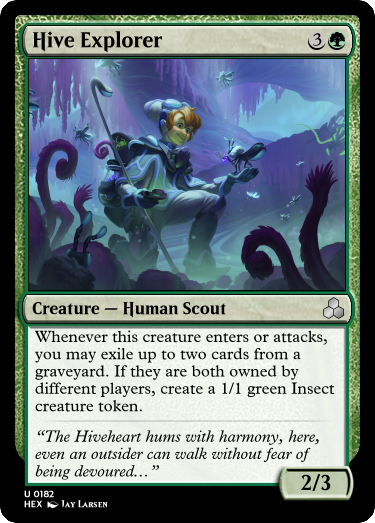 Hive Explorer 3
Creature — Human Scout
Whenever this creature enters or attacks,
you may exile up to two cards from a
graveyard. If they are both owned by
different players, create a 1/1 green Insect
creature token.
“The Hiveheart hums with harmony, here,
even an outsider can walk without fear of
being devoured…”
2/3
U 0182
HEX Jay Larsen